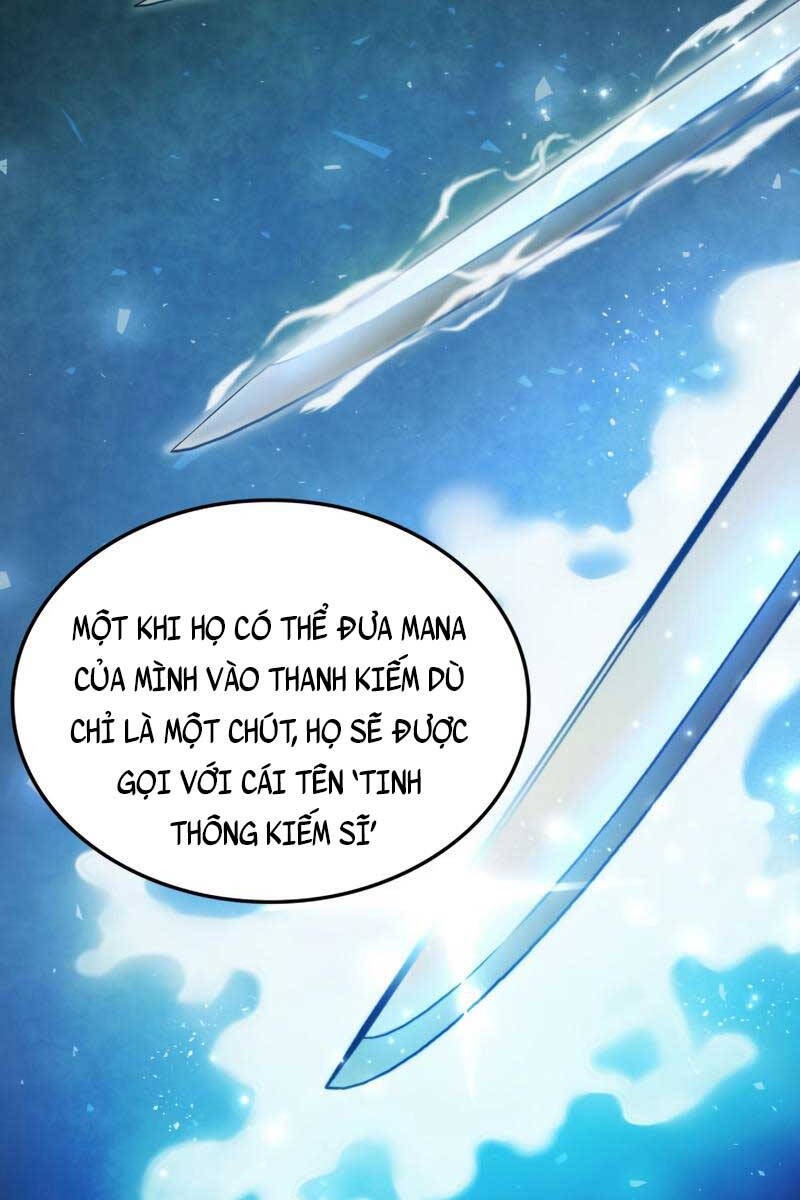 MỘT KHI HỌ CÓ THỂ ĐƯA MANA
CỦA MÌNH VÀO THANH KIẾM DÙ
CHỈ LÀ MỘT CHÚT, HỌ SẼ ĐƯỢC
GỌI VỚI CÁI TÊN 'TINH
THÔNG KIẾM SĨ'